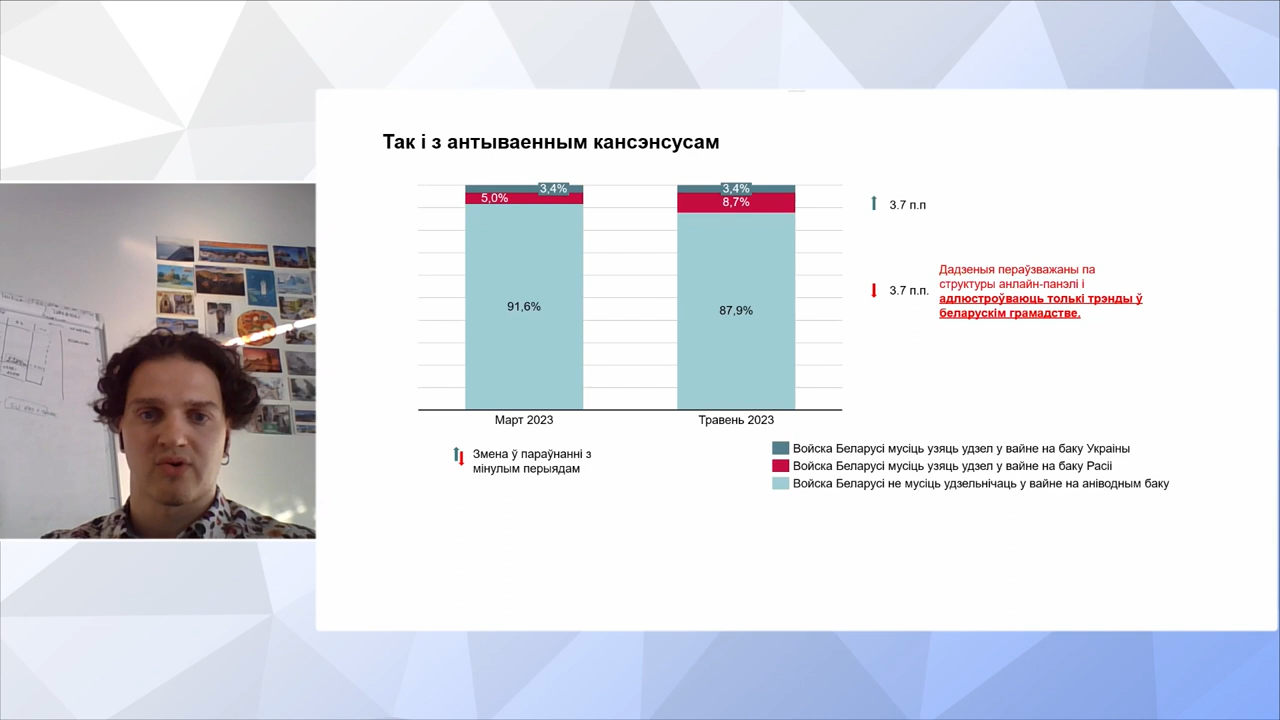 Так і з антываенным кансэнсусам
3,4%
5,0%
91,6%
3,4%
8,7%
87,9%
3.7 п.п
3.7 п.п.
Дадзеныя пераўзважаны па
структуры анлайн-панэлі і
адлюстроўваюць толькі трэнды ў
беларускім грамадстве.
Март 2023
Травень 2023
Змена ў параўнанні з
мінулым перыядам
Войска Беларусі мусіць узяць удзел у вайне на баку Украіны
Войска Беларусі мусіць узяць удзел у вайне на баку Расіі
Войска Беларусі не мусіць удзельнічаць у вайне на аніводным баку